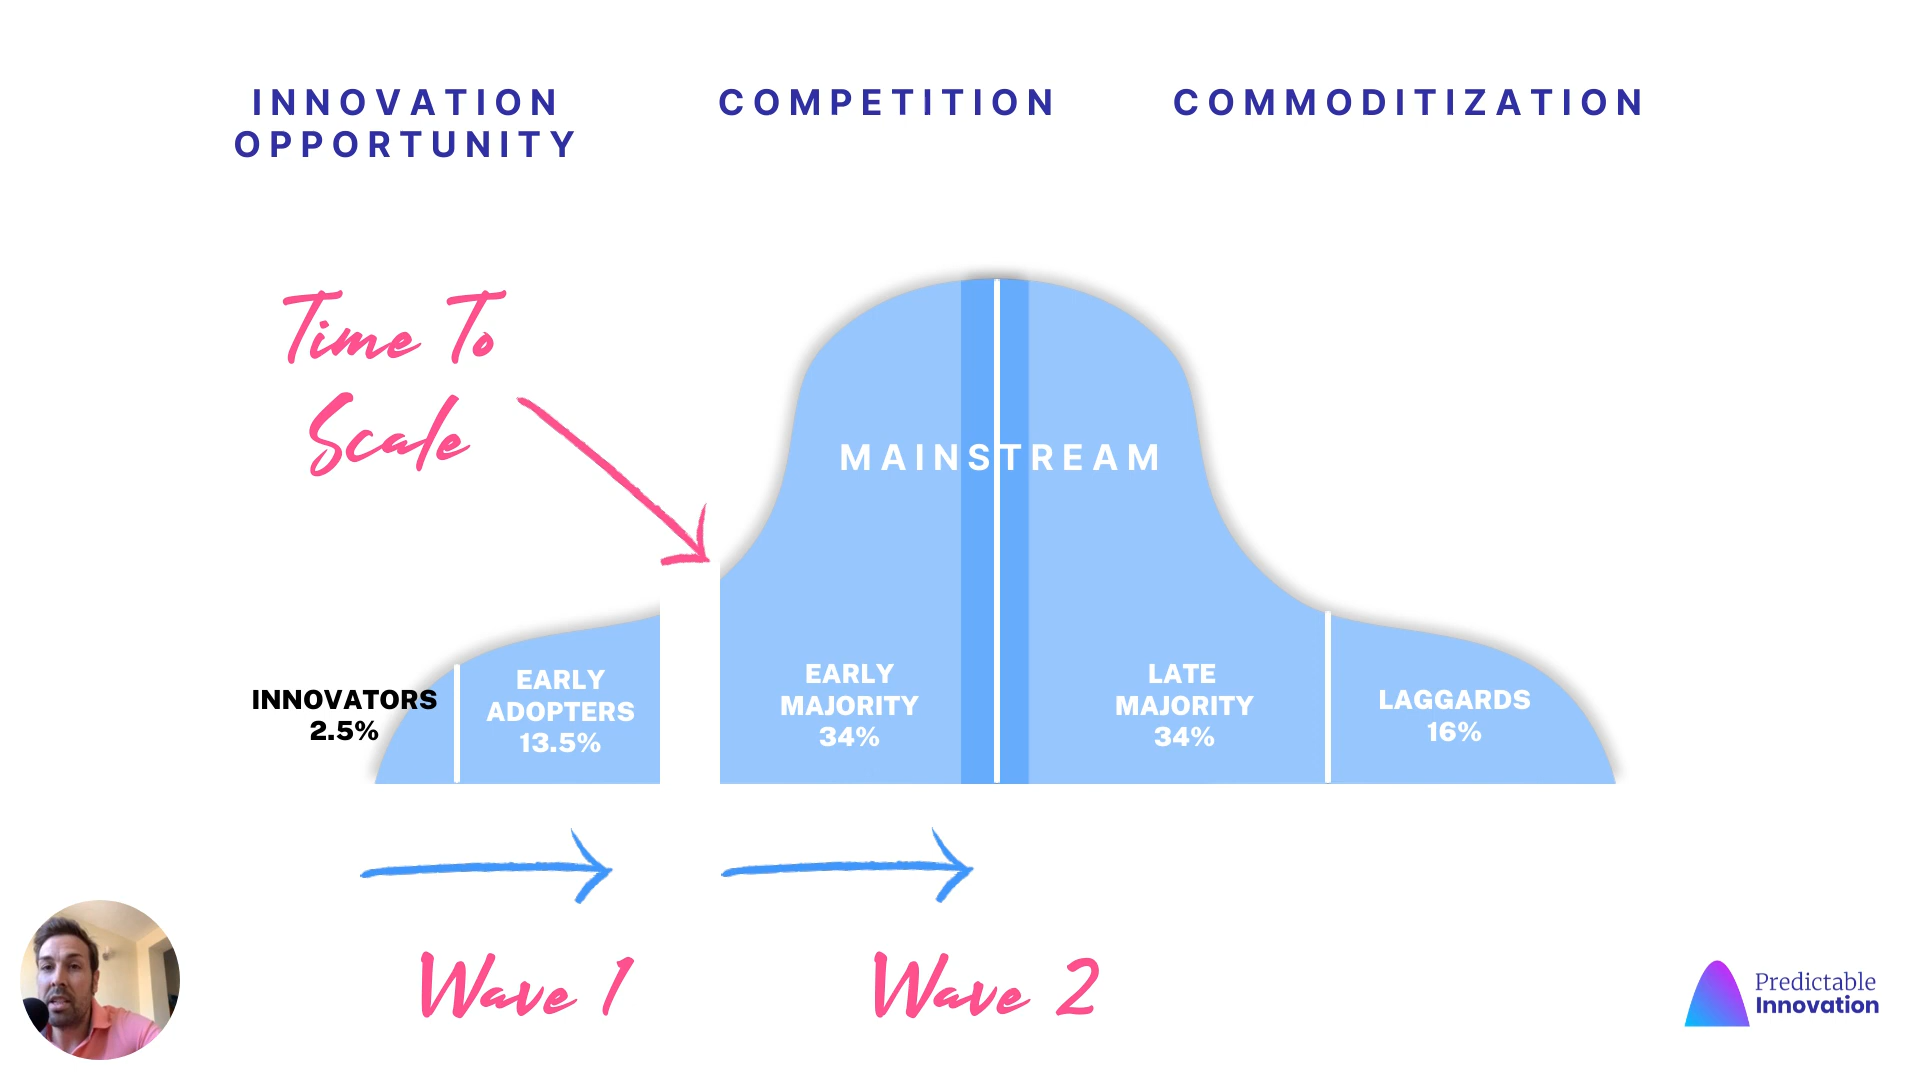 INNOVATION
OPPORTUNITY
COMPETITION
COMMODITIZATION
Time To
Scale
MAINSTREAM
INNOVATORS
2.5%
EARLY
ADOPTERS
13.5%
EARLY
MAJORITY
34%
LATE
MAJORITY
34%
LAGGARDS
16%
Wave 1
Wave 2
Predictable
Innovation